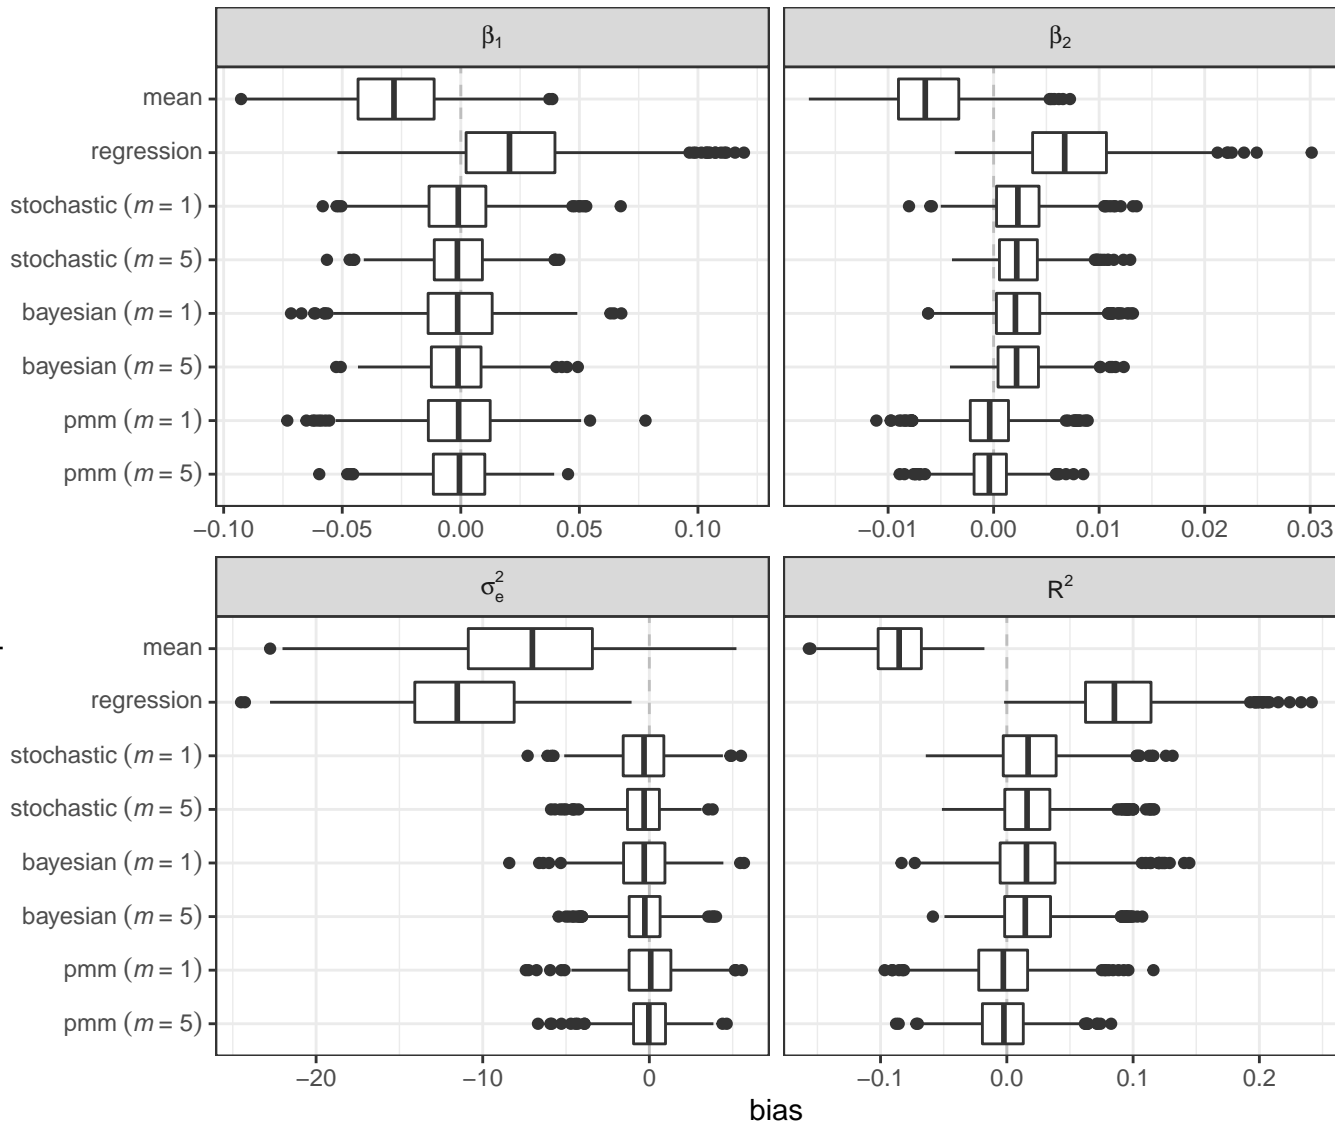 β₁
β₂
mean
regression
stochastic (m = 1)
stochastic (m = 5)
bayesian (m = 1)
bayesian (m = 5)
pmm (m = 1)
pmm (m = 5)
−0.10 −0.05 0.00 0.05 0.10
−0.01 0.00 0.01 0.02 0.03
σₑ²
R²
mean
regression
stochastic (m = 1)
stochastic (m = 5)
bayesian (m = 1)
bayesian (m = 5)
pmm (m = 1)
pmm (m = 5)
−20 −10 0
−0.1 0.0 0.1 0.2
bias